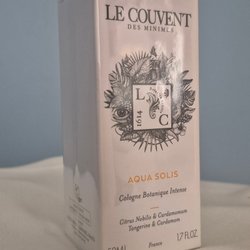 LE COUVENT
DES MINIMES
L
1614
C
AQUA SOLIS
Cologne Botanique Intense
Citrus Nobilis & Cardamomum
Tangerine & Cardamom
France
1.7 FL.OZ.